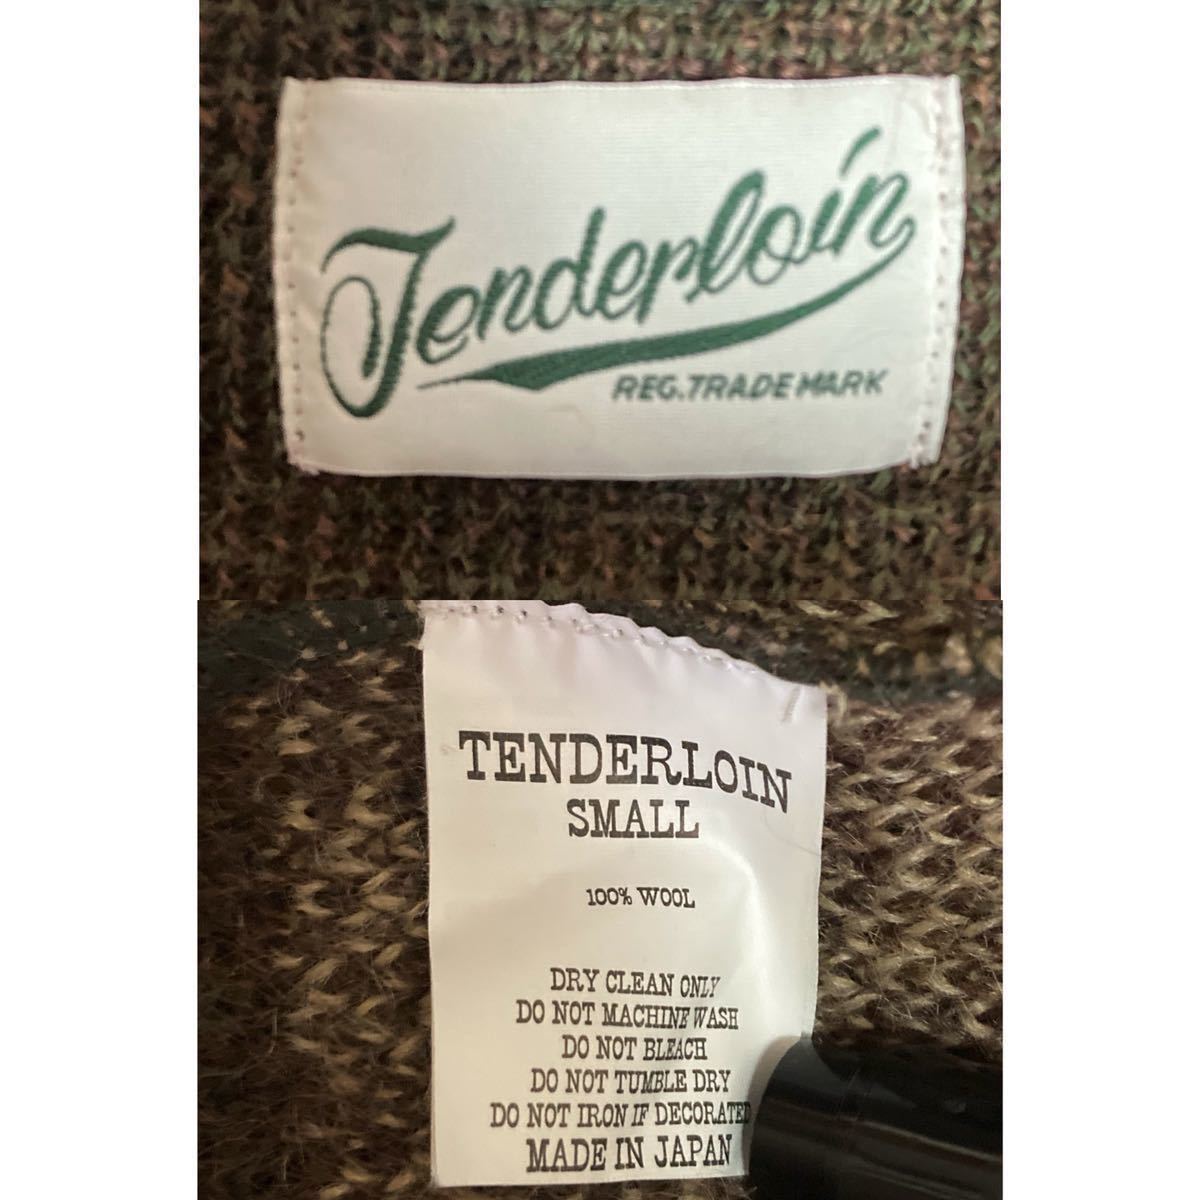 Tenderloin
REG. TRADE MARK
TENDERLOIN
SMALL
100% WOOL
DRY CLEAN ONLY
DO NOT MACHINE WASH
DO NOT BLEACH
DO NOT TUMBLE DRY
DO NOT IRON IF DECORATED
MADE IN JAPAN